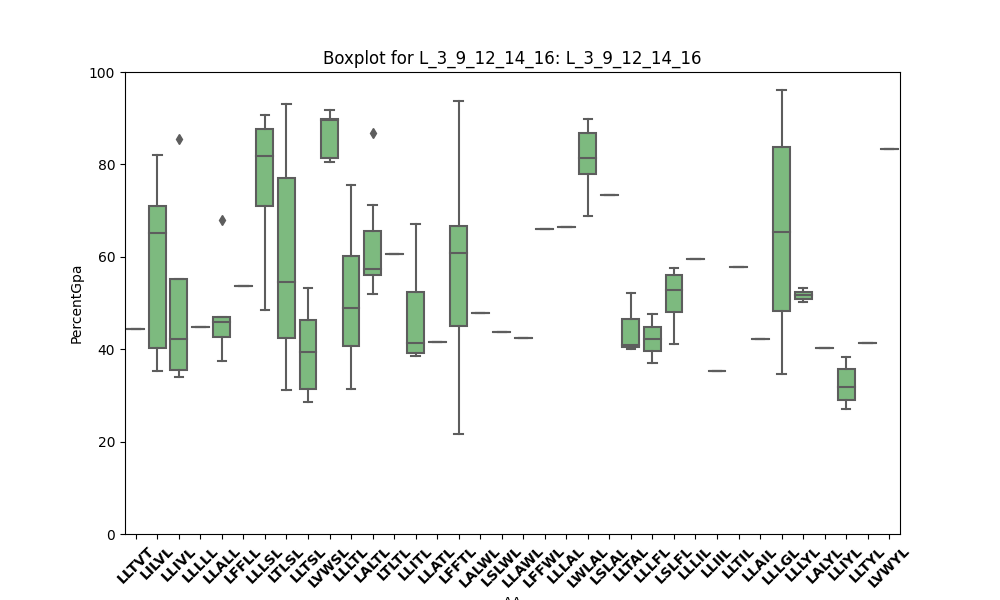 Boxplot for L_3_9_12_14_16: L_3_9_12_14_16
PercentGpa
100
80
60
40
20
0
LLTVT LILVL LLIVL LLLLL LLALL LFFLL LLLSL LTLSL LLTSL LVWSL LLLTL LALTL LTLTL LLITL LLATL LFFTL LALWL LSLWL LLAWL LFFWL LLLAL LWLAL LSLAL LLTAL LLLFL LSLFL LLLIL LLIIL LLTIL LLAIL LLLGL LLLYL LALYL LLIYL LLTYL LVWYL